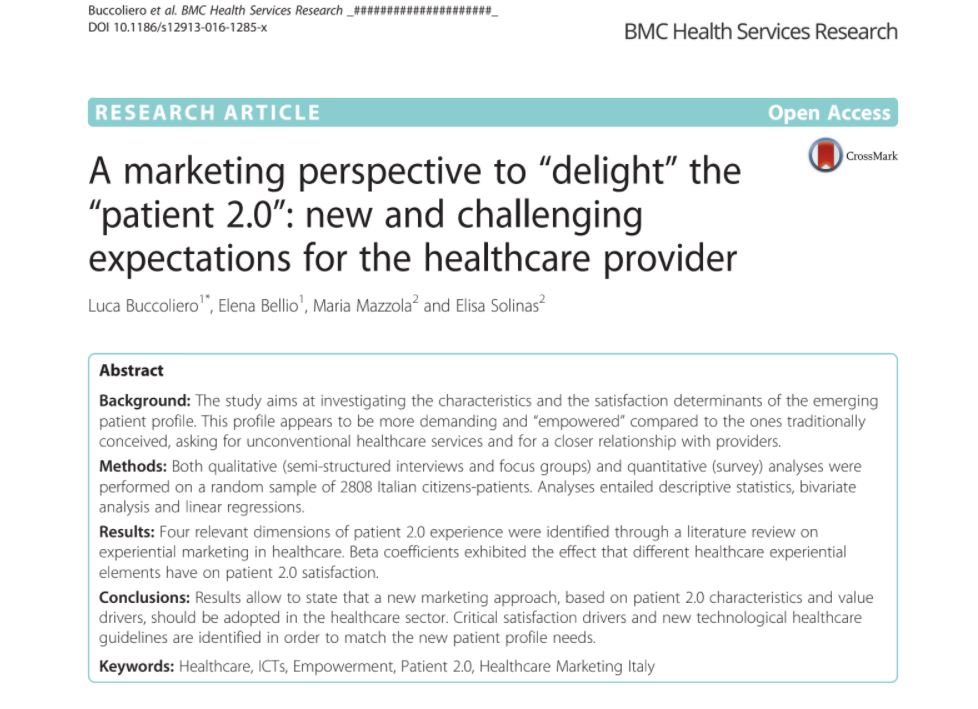 Buccoliero et al. BMC Health Services Research _#####################_
DOI 10.1186/s12913-016-1285-x
BMC Health Services Research
RESEARCH ARTICLE Open Access
CrossMark
A marketing perspective to “delight” the
“patient 2.0”: new and challenging
expectations for the healthcare provider
Luca Buccoliero1*, Elena Bellio1, Maria Mazzola2 and Elisa Solinas2
Abstract
Background: The study aims at investigating the characteristics and the satisfaction determinants of the emerging
patient profile. This profile appears to be more demanding and “empowered” compared to the ones traditionally
conceived, asking for unconventional healthcare services and for a closer relationship with providers.
Methods: Both qualitative (semi-structured interviews and focus groups) and quantitative (survey) analyses were
performed on a random sample of 2808 Italian citizens-patients. Analyses entailed descriptive statistics, bivariate
analysis and linear regressions.
Results: Four relevant dimensions of patient 2.0 experience were identified through a literature review on
experiential marketing in healthcare. Beta coefficients exhibited the effect that different healthcare experiential
elements have on patient 2.0 satisfaction.
Conclusions: Results allow to state that a new marketing approach, based on patient 2.0 characteristics and value
drivers, should be adopted in the healthcare sector. Critical satisfaction drivers and new technological healthcare
guidelines are identified in order to match the new patient profile needs.
Keywords: Healthcare, ICTs, Empowerment, Patient 2.0, Healthcare Marketing Italy